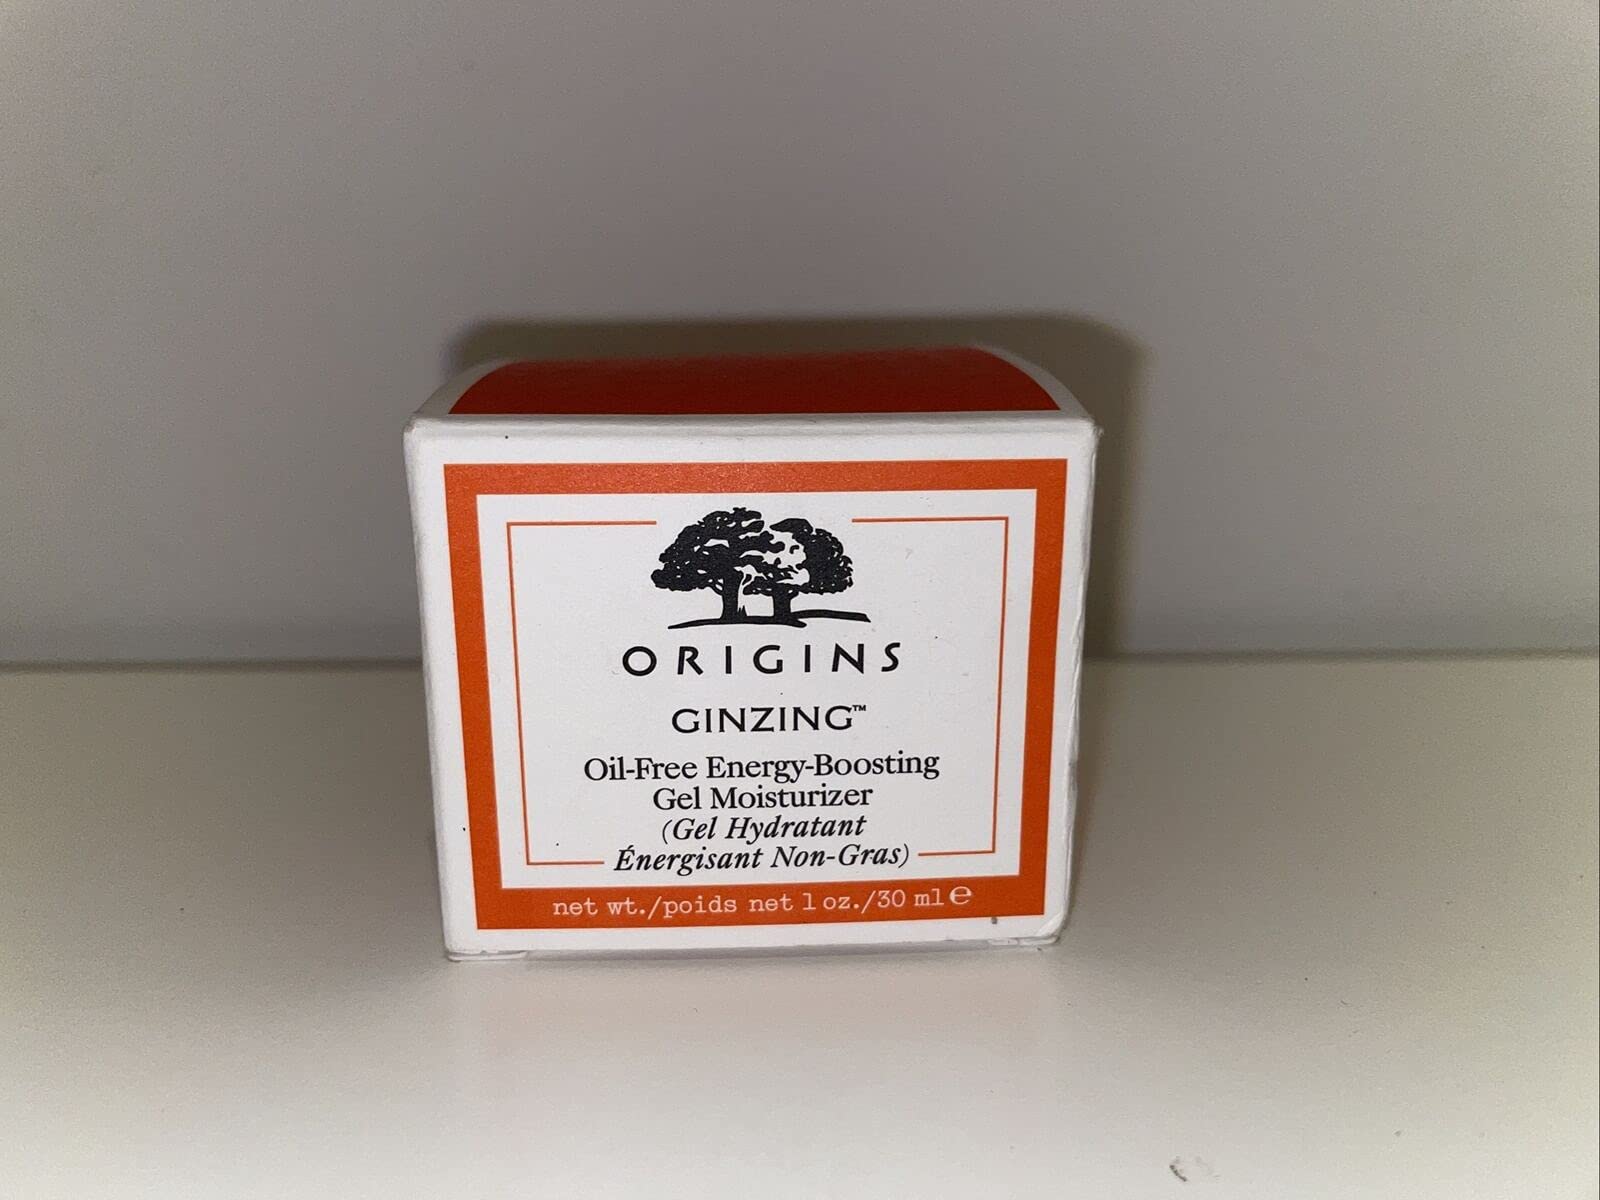 ORIGINS
GINZING™
Oil-Free Energy-Boosting
Gel Moisturizer
(Gel Hydratant
Énergisant Non-Gras)
net wt./poids net 1 oz./30 ml ℮